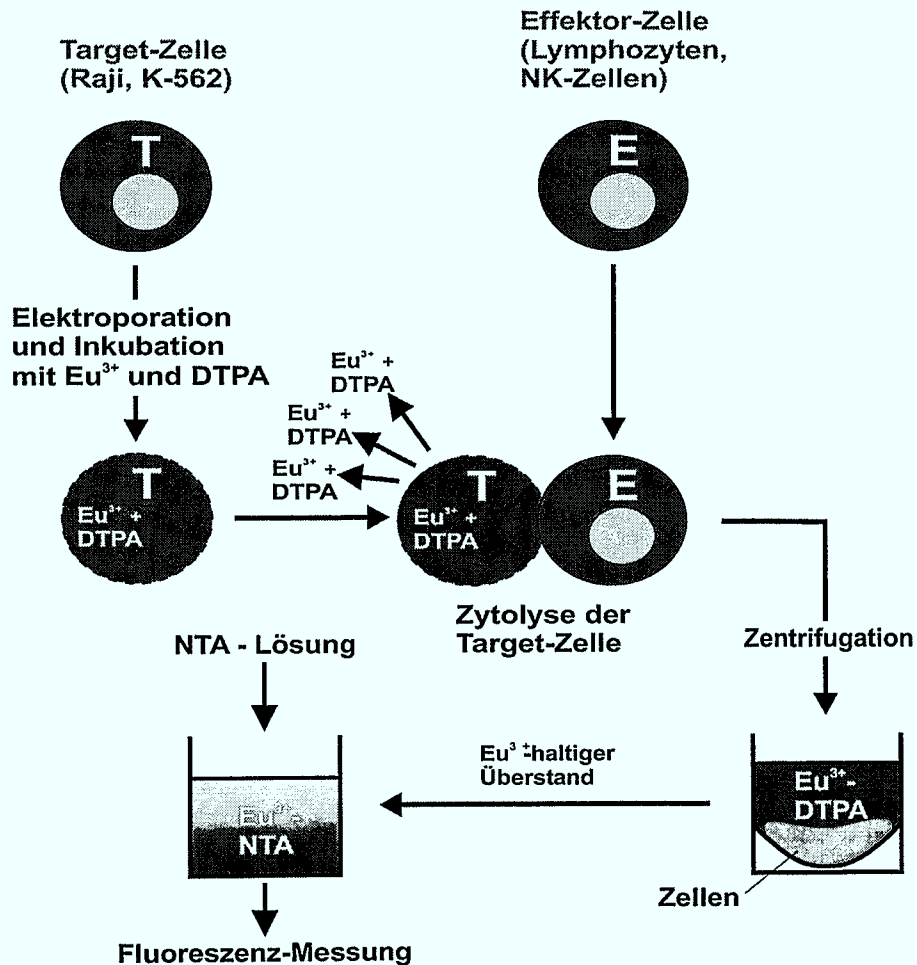 Target-Zelle
(Raji, K-562)
Effektor-Zelle
(Lymphozyten,
NK-Zellen)
T
E
Elektroporation
und Inkubation
mit Eu³⁺ und DTPA
Eu³⁺ +
DTPA
Eu³⁺ +
DTPA
Eu³⁺ +
DTPA
T
Eu³⁺ +
DTPA
T
Eu³⁺ +
DTPA
E
Zytolyse der
Target-Zelle
Zentrifugation
NTA - Lösung
Eu³⁺-haltiger
Überstand
Eu³⁺-
DTPA
Eu³⁺-
NTA
Zellen
Fluoreszenz-Messung